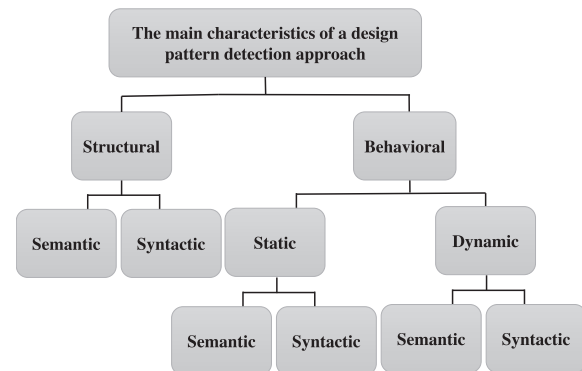 The main characteristics of a design
pattern detection approach
Structural
Behavioral
Semantic
Syntactic
Static
Dynamic
Semantic
Syntactic
Semantic
Syntactic